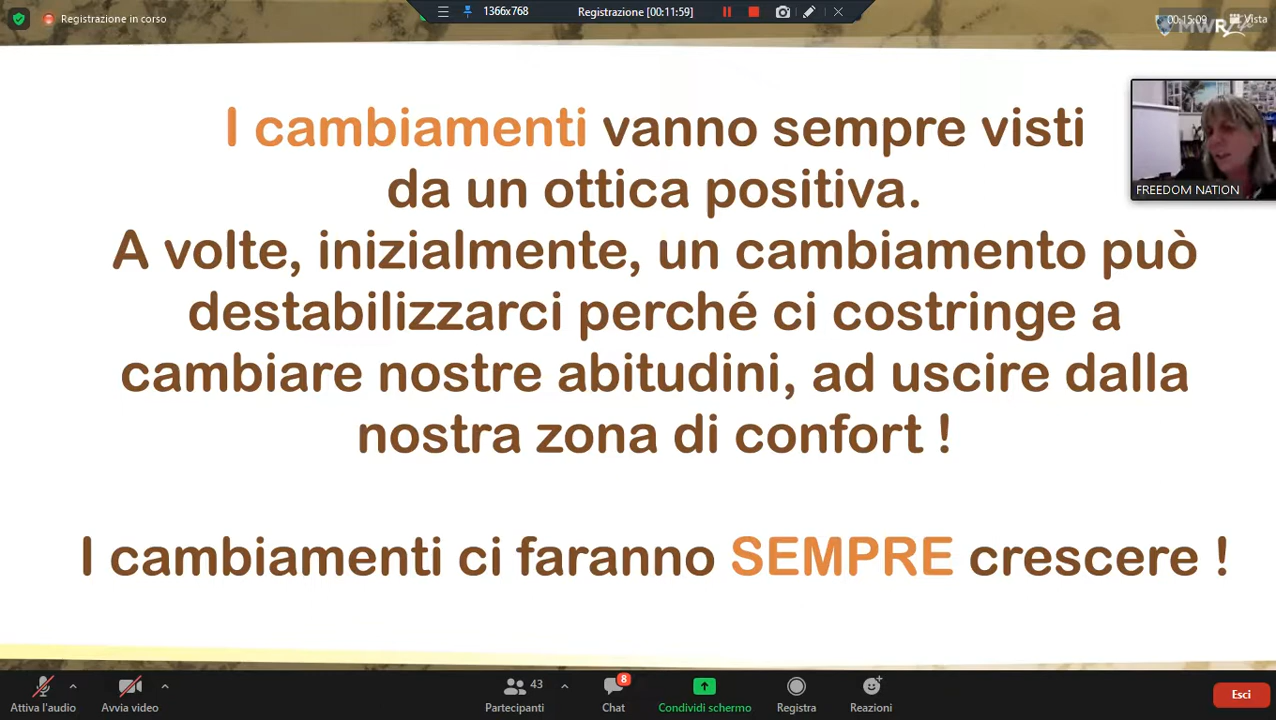 Registrazione in corso
1366x768
Registrazione [00:11:59]
00:15:09
Vista
MWR
I cambiamenti vanno sempre visti
da un ottica positiva.
A volte, inizialmente, un cambiamento può
destabilizzarci perché ci costringe a
cambiare nostre abitudini, ad uscire dalla
nostra zona di confort !
I cambiamenti ci faranno SEMPRE crescere !
FREEDOM NATION
Attiva l'audio
Avvia video
43
Partecipanti
8
Chat
Condividi schermo
Registra
Reazioni
Esci